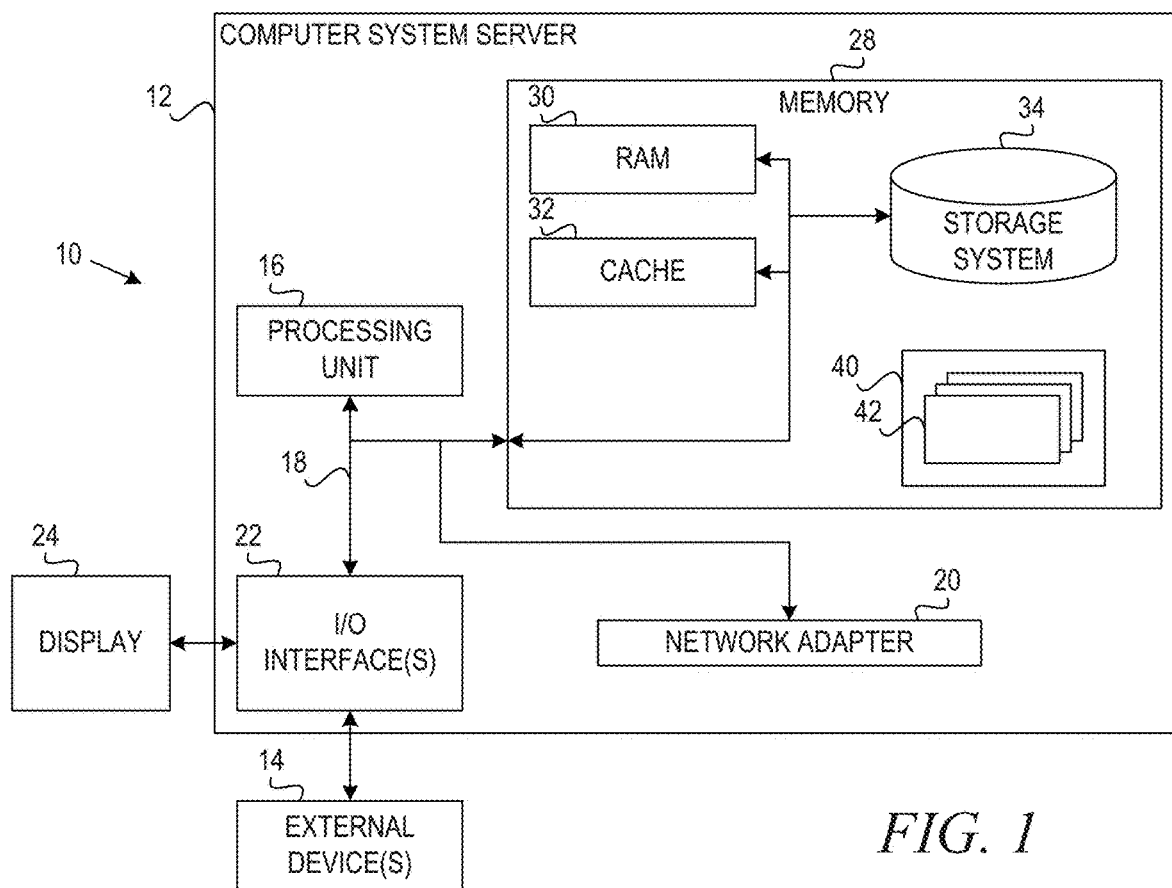 COMPUTER SYSTEM SERVER
28
12
MEMORY
30
34
RAM
32
STORAGE
SYSTEM
CACHE
10
16
PROCESSING
UNIT
40
42
18
24
22
20
DISPLAY
I/O
INTERFACE(S)
NETWORK ADAPTER
14
EXTERNAL
DEVICE(S)
FIG. 1